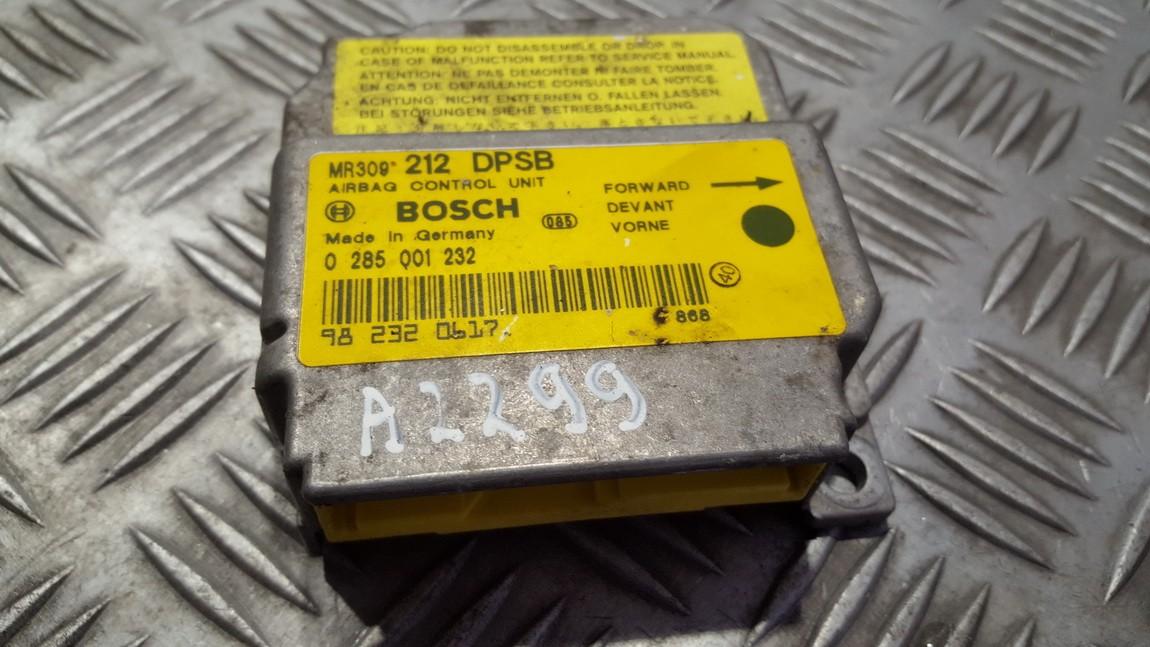 CAUTION: DO NOT DISASSEMBLE OR DROP. IN
CASE OF MALFUNCTION REFER TO SERVICE MANUAL.
ATTENTION: NE PAS DEMONTER NI FAIRE TOMBER.
EN CAS DE DEFAILLANCE CONSULTER LA NOTICE.
ACHTUNG: NICHT ENTFERNEN O. FALLEN LASSEN.
BEI STÖRUNGEN SIEHE BETRIEBSANLEITUNG.
MR309 212 DPSB
AIRBAG CONTROL UNIT
FORWARD
BOSCH
085
DEVANT
Made in Germany
VORNE
0 285 001 232
40
98 232 0617
868
A2299